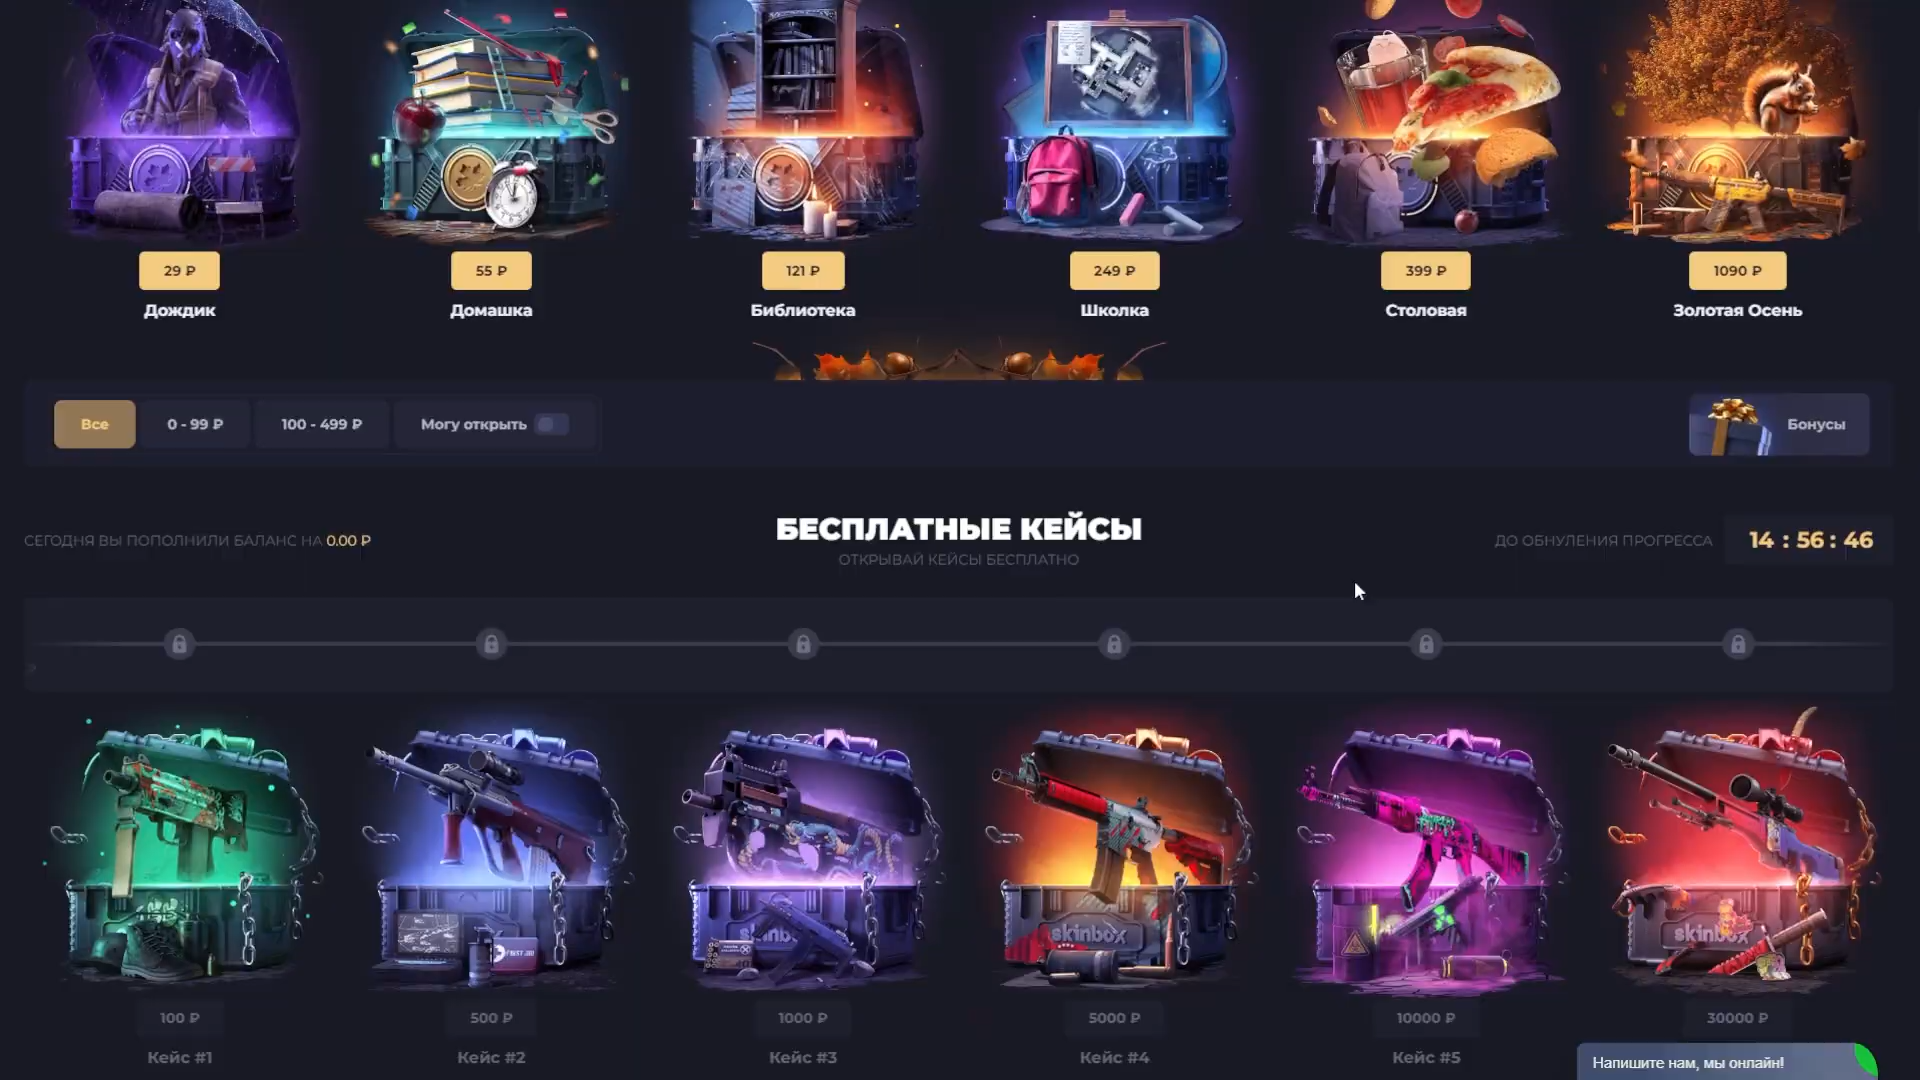 29 ₽
55 ₽
121 ₽
249 ₽
399 ₽
1090 ₽
Дождик
Домашка
Библиотека
Школка
Столовая
Золотая Осень
Все
0 - 99 ₽
100 - 499 ₽
Могу открыть
Бонусы
СЕГОДНЯ ВЫ ПОПОЛНИЛИ БАЛАНС НА 0.00 ₽
БЕСПЛАТНЫЕ КЕЙСЫ
ОТКРЫВАЙ КЕЙСЫ БЕСПЛАТНО
ДО ОБНУЛЕНИЯ ПРОГРЕССА
14 : 56 : 46
skinbox
skinbox
100 ₽
500 ₽
1000 ₽
5000 ₽
10000 ₽
30000 ₽
Кейс #1
Кейс #2
Кейс #3
Кейс #4
Кейс #5
Напишите нам, мы онлайн!